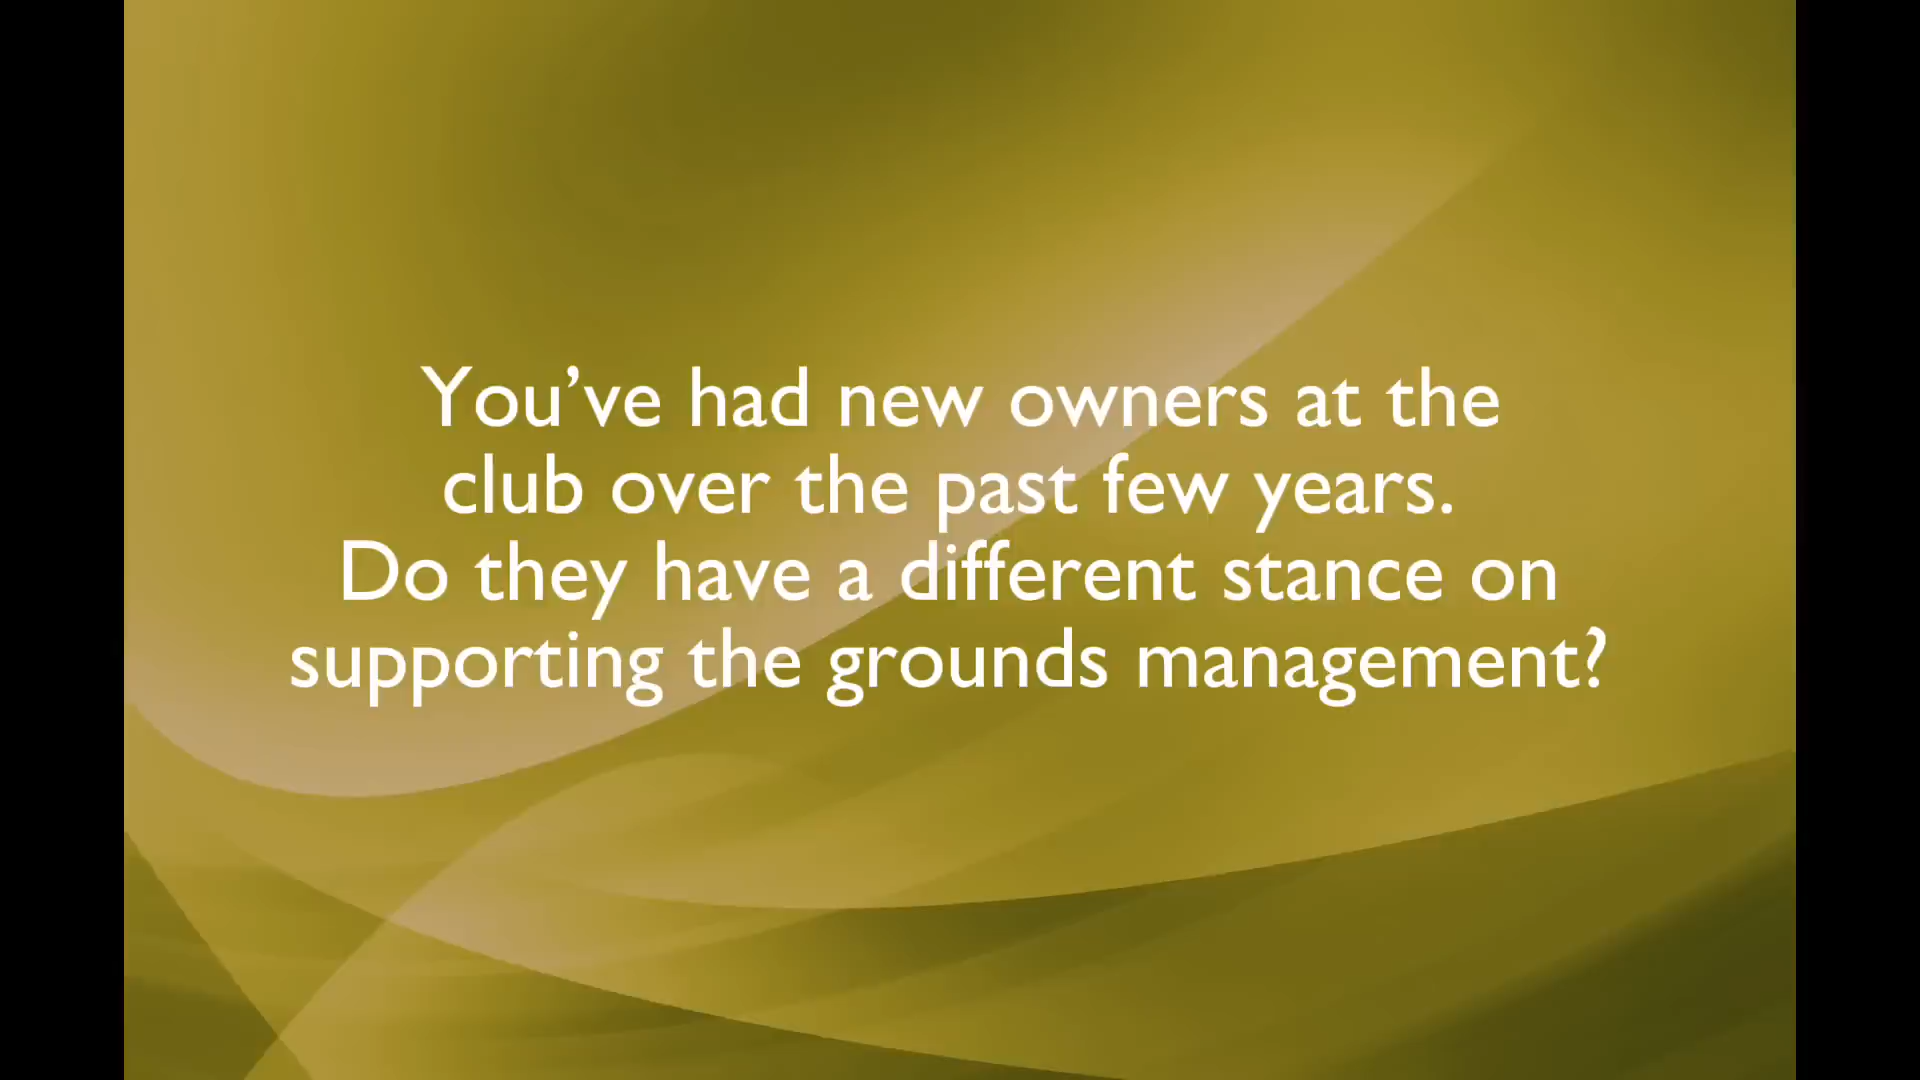 You’ve had new owners at the
club over the past few years.
Do they have a different stance on
supporting the grounds management?